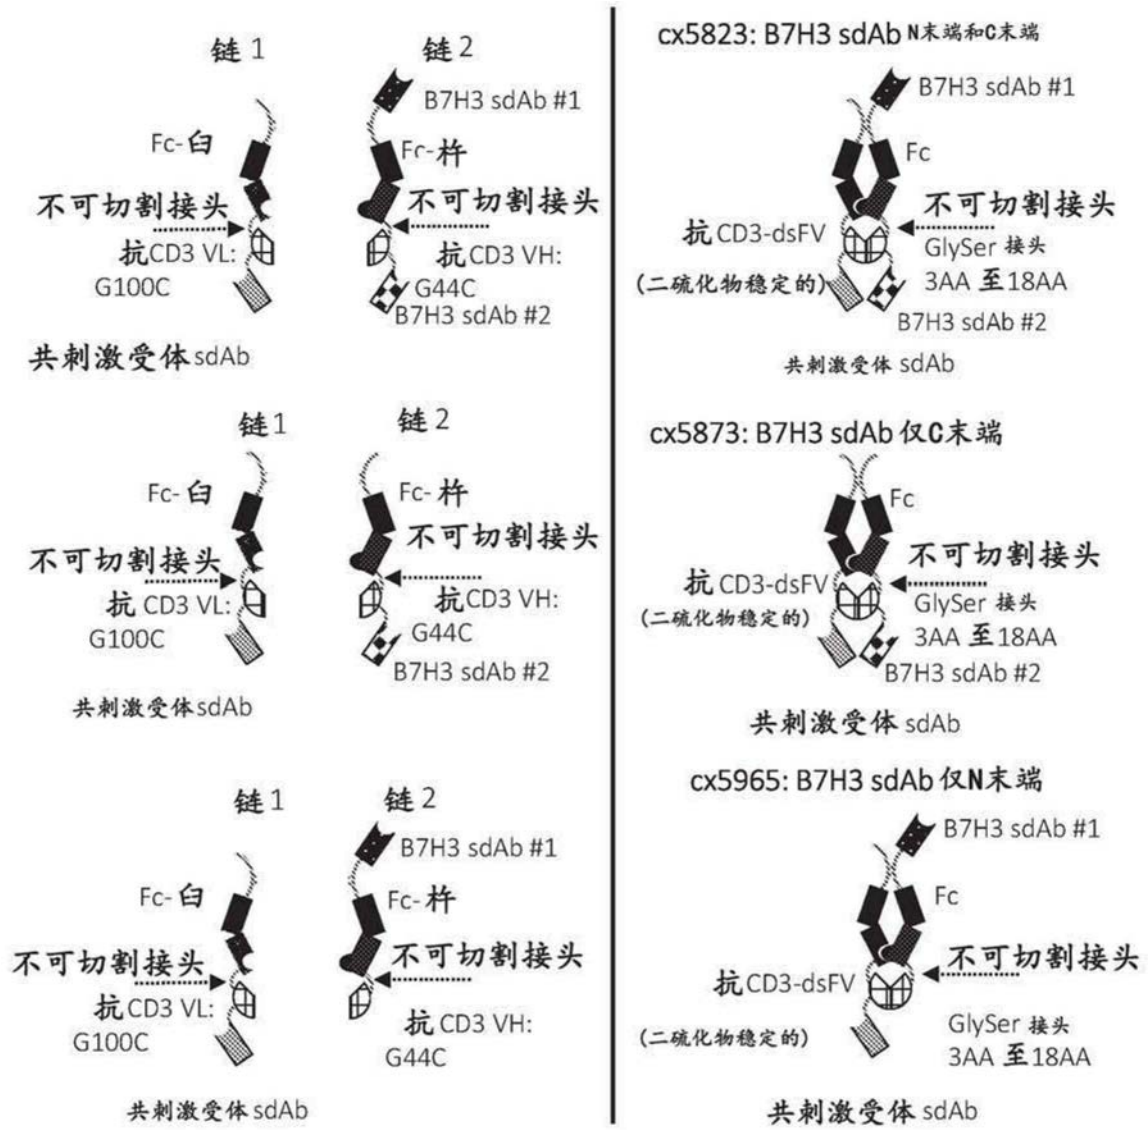 链1
链2
B7H3 sdAb #1
Fc-臼
Fc-杵
不可切割接头
不可切割接头
抗CD3 VL:
G100C
抗CD3 VH:
G44C
B7H3 sdAb #2
共刺激受体sdAb
链1
链2
Fc-臼
Fc-杵
不可切割接头
不可切割接头
抗CD3 VL:
G100C
抗CD3 VH:
G44C
B7H3 sdAb #2
共刺激受体sdAb
链1
链2
B7H3 sdAb #1
Fc-臼
Fc-杵
不可切割接头
不可切割接头
抗CD3 VL:
G100C
抗CD3 VH:
G44C
共刺激受体sdAb
cx5823: B7H3 sdAb N末端和C末端
B7H3 sdAb #1
Fc
不可切割接头
抗CD3-dsFV
(二硫化物稳定的)
GlySer 接头
3AA 至18AA
B7H3 sdAb #2
共刺激受体 sdAb
cx5873: B7H3 sdAb 仅C末端
Fc
不可切割接头
抗CD3-dsFV
(二硫化物稳定的)
GlySer 接头
3AA 至18AA
B7H3 sdAb #2
共刺激受体 sdAb
cx5965: B7H3 sdAb 仅N末端
B7H3 sdAb #1
Fc
不可切割接头
抗CD3-dsFV
(二硫化物稳定的)
GlySer 接头
3AA 至18AA
共刺激受体 sdAb